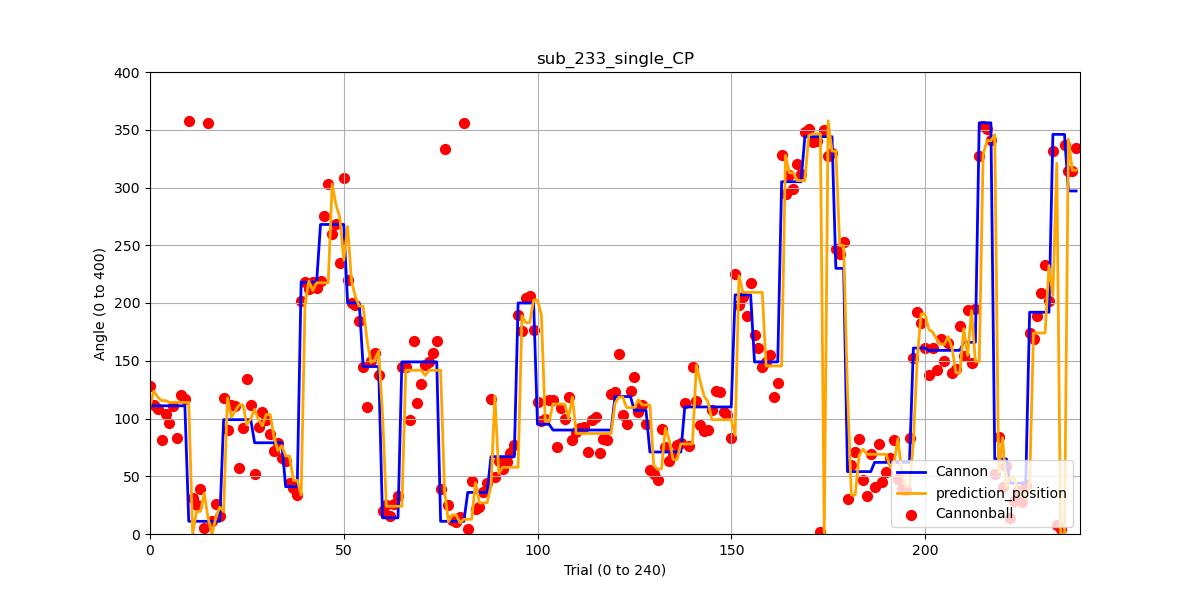 sub_233_single_CP
Angle (0 to 400)
400
350
300
250
200
150
100
50
0
0 50 100 150 200
Trial (0 to 240)
Cannon
prediction_position
Cannonball